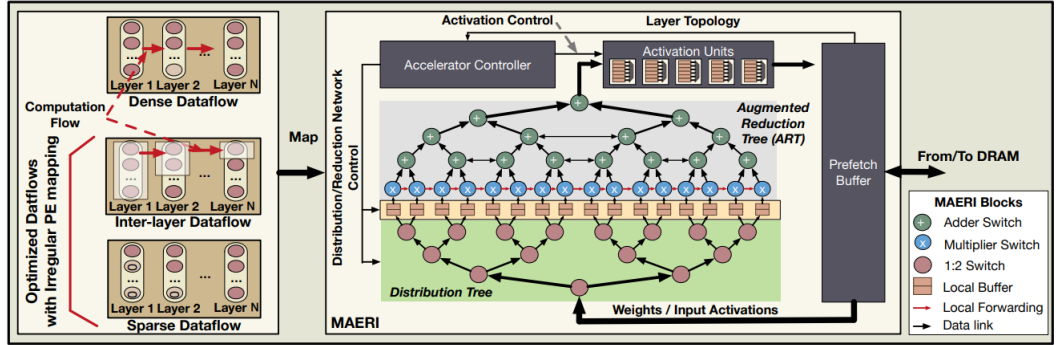 Optimized Datflows
with Irregular PE mapping
Layer 1 Layer 2 ... Layer N
Dense Dataflow
Computation
Flow
Layer 1 Layer 2 ... Layer N
Inter-layer Dataflow
Layer 1 Layer 2 ... Layer N
Sparse Dataflow
Map
Activation Control
Layer Topology
Accelerator Controller
Activation Units
Distribution/Reduction Network
Control
Augmented
Reduction
Tree (ART)
+
+ +
+ + + +
+ + + + + + + +
X X X X X X X X X X X X X X X X
Distribution Tree
Weights / Input Activations
MAERI
Prefetch
Buffer
From/To DRAM
MAERI Blocks
+ Adder Switch
X Multiplier Switch
1:2 Switch
Local Buffer
Local Forwarding
Data link